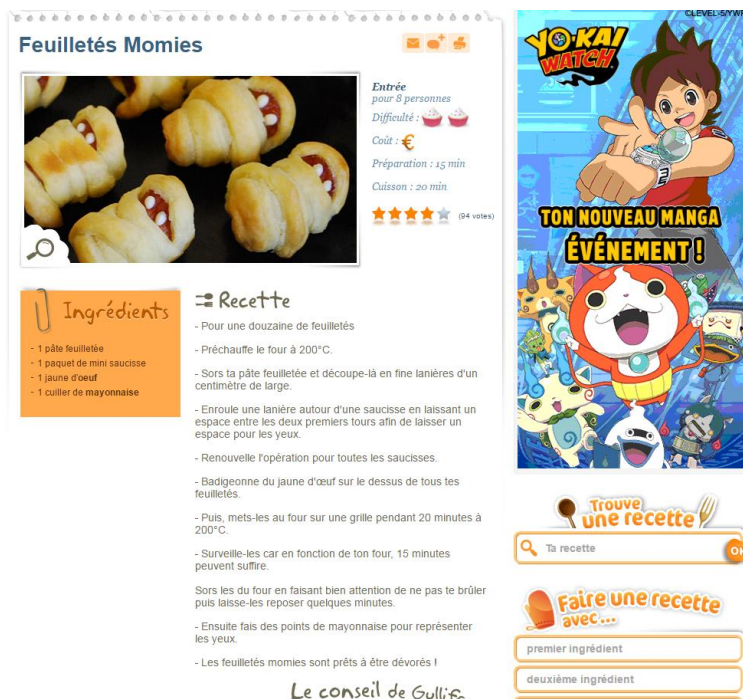 Feuilletés Momies
Entrée
pour 8 personnes
Difficulté :
Coût : €
Préparation : 15 min
Cuisson : 20 min
(94 votes)
Ingrédients
- 1 pâte feuilletée
- 1 paquet de mini saucisse
- 1 jaune d'oeuf
- 1 cuiller de mayonnaise
Recette
- Pour une douzaine de feuilletés
- Préchauffe le four à 200°C.
- Sors ta pâte feuilletée et découpe-là en fine lanières d'un
centimètre de large.
- Enroule une lanière autour d'une saucisse en laissant un
espace entre les deux premiers tours afin de laisser un
espace pour les yeux.
- Renouvelle l'opération pour toutes les saucisses.
- Badigeonne du jaune d'œuf sur le dessus de tous tes
feuilletés.
- Puis, mets-les au four sur une grille pendant 20 minutes à
200°C.
- Surveille-les car en fonction de ton four, 15 minutes
peuvent suffire.
Sors les du four en faisant bien attention de ne pas te brûler
puis laisse-les reposer quelques minutes.
- Ensuite fais des points de mayonnaise pour représenter
les yeux.
- Les feuilletés momies sont prêts à être dévorés !
Le conseil de
©LEVEL-5/YW
YO-KAI
WATCH
TON NOUVEAU MANGA
ÉVÉNEMENT !
Trouve
une recette
Ta recette
OK
Faire une recette
avec...
premier ingrédient
deuxième ingrédient